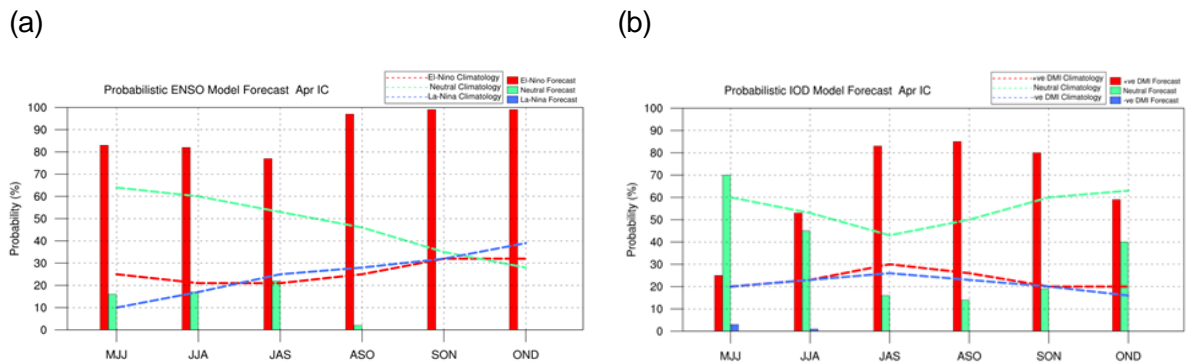 (a)
(b)
Probabilistic ENSO Model Forecast Apr IC
El-Nino Climatology
Neutral Climatology
La-Nina Climatology
El-Nino Forecast
Neutral Forecast
La-Nina Forecast
Probability (%)
100
90
80
70
60
50
40
30
20
10
0
MJJ JJA JAS ASO SON OND
Probabilistic IOD Model Forecast Apr IC
+ve DMI Climatology
Neutral Climatology
-ve DMI Climatology
+ve DMI Forecast
Neutral Forecast
-ve DMI Forecast
Probability (%)
100
90
80
70
60
50
40
30
20
10
0
MJJ JJA JAS ASO SON OND